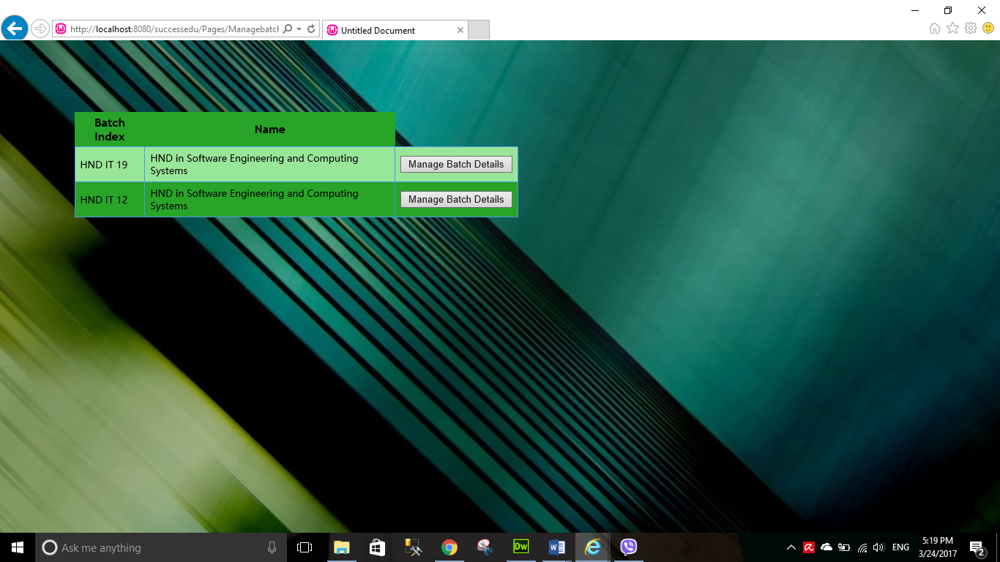 http://localhost:8080/successedu/Pages/Managebatch
Untitled Document
Batch
Index
Name
HND IT 19
HND in Software Engineering and Computing
Systems
Manage Batch Details
HND IT 12
HND in Software Engineering and Computing
Systems
Manage Batch Details
Ask me anything
Dw
ENG
5:19 PM
3/24/2017
2